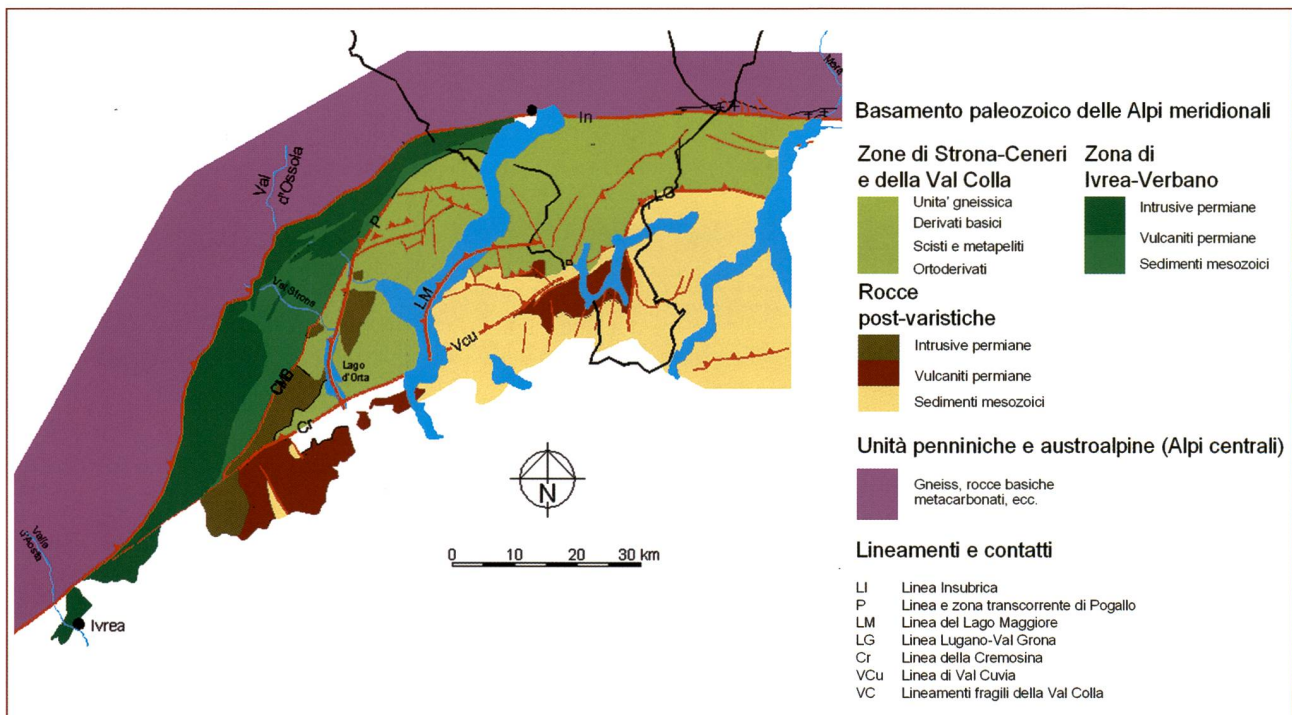 Mora
In
Val
d'Ossola
P
LG
LM
Val Strona
Vcu
Lago
d'Orta
CMB
Cr
N
0 10 20 30 km
Valle
d'Aosta
Ivrea
Basamento paleozoico delle Alpi meridionali
Zone di Strona-Ceneri
e della Val Colla
Unita' gneissica
Derivati basici
Scisti e metapeliti
Ortoderivati
Zona di
Ivrea-Verbano
Intrusive permiane
Vulcaniti permiane
Sedimenti mesozoici
Rocce
post-varistiche
Intrusive permiane
Vulcaniti permiane
Sedimenti mesozoici
Unità penniniche e austroalpine (Alpi centrali)
Gneiss, rocce basiche
metacarbonati, ecc.
Lineamenti e contatti
LI Linea Insubrica
P Linea e zona transcorrente di Pogallo
LM Linea del Lago Maggiore
LG Linea Lugano-Val Grona
Cr Linea della Cremosina
VCu Linea di Val Cuvia
VC Lineamenti fragili della Val Colla